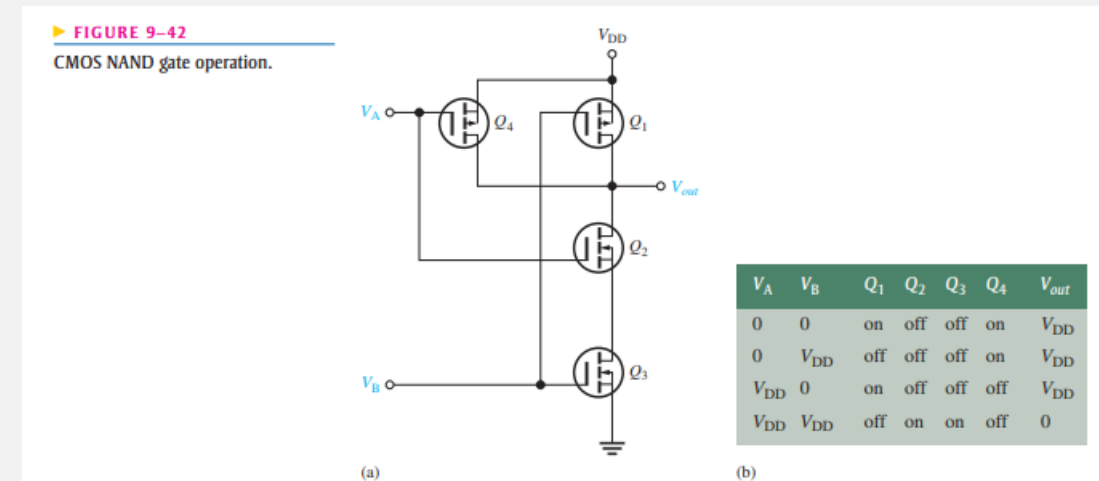 ▶ FIGURE 9–42
CMOS NAND gate operation.
VDD
VA
Q4
Q1
Vout
Q2
VB
Q3
(a)
VA VB Q1 Q2 Q3 Q4 Vout
0 0 on off off on VDD
0 VDD off off off on VDD
VDD 0 on off off off VDD
VDD VDD off on on off 0
(b)